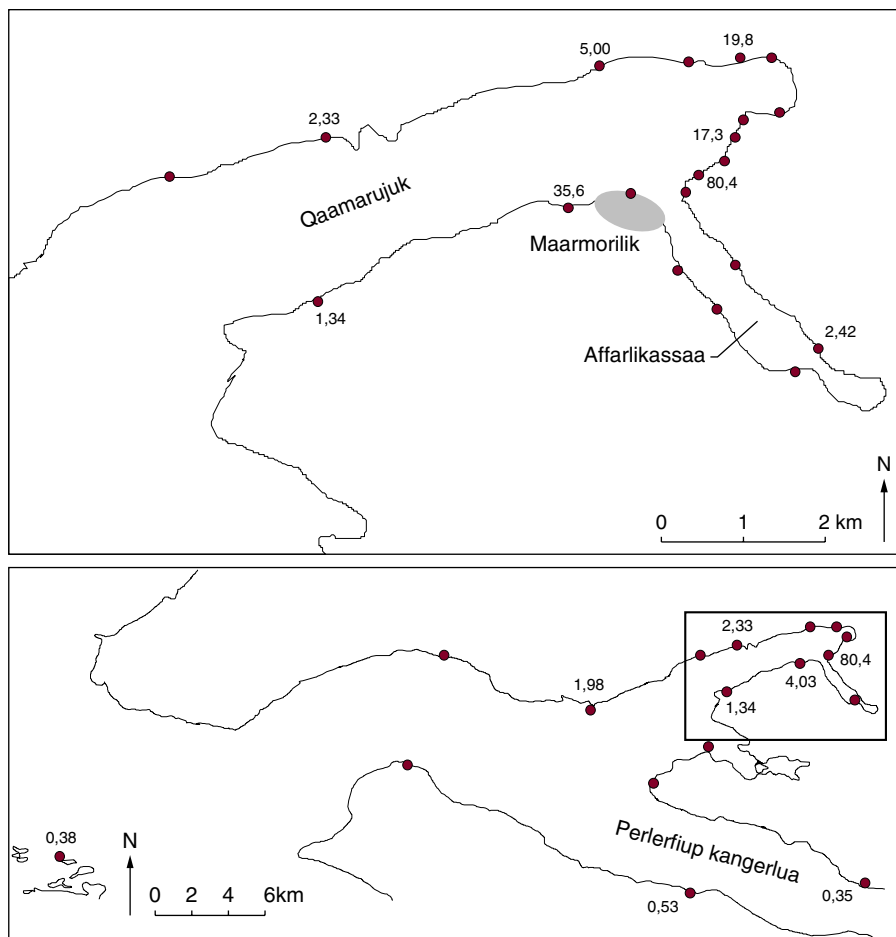 19,8
5,00
2,33
17,3
80,4
35,6
Qaamarujuk
Maarmorilik
1,34
2,42
Affarlikassaa
N
0 1 2 km
2,33
80,4
4,03
1,98
1,34
0,38
N
Perlerfiup kangerlua
0 2 4 6km
0,53
0,35